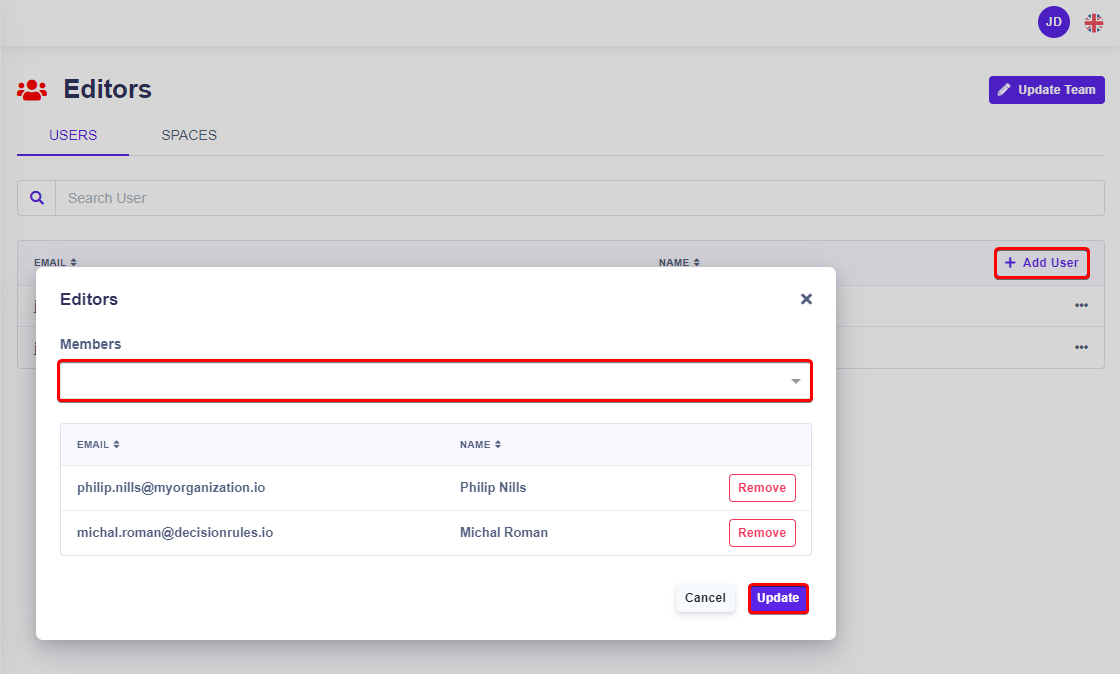 JD
Editors
Update Team
USERS SPACES
Search User
EMAIL NAME + Add User
Editors
Members
EMAIL NAME
philip.nills@myorganization.io Philip Nills Remove
michal.roman@decisionrules.io Michal Roman Remove
Cancel Update